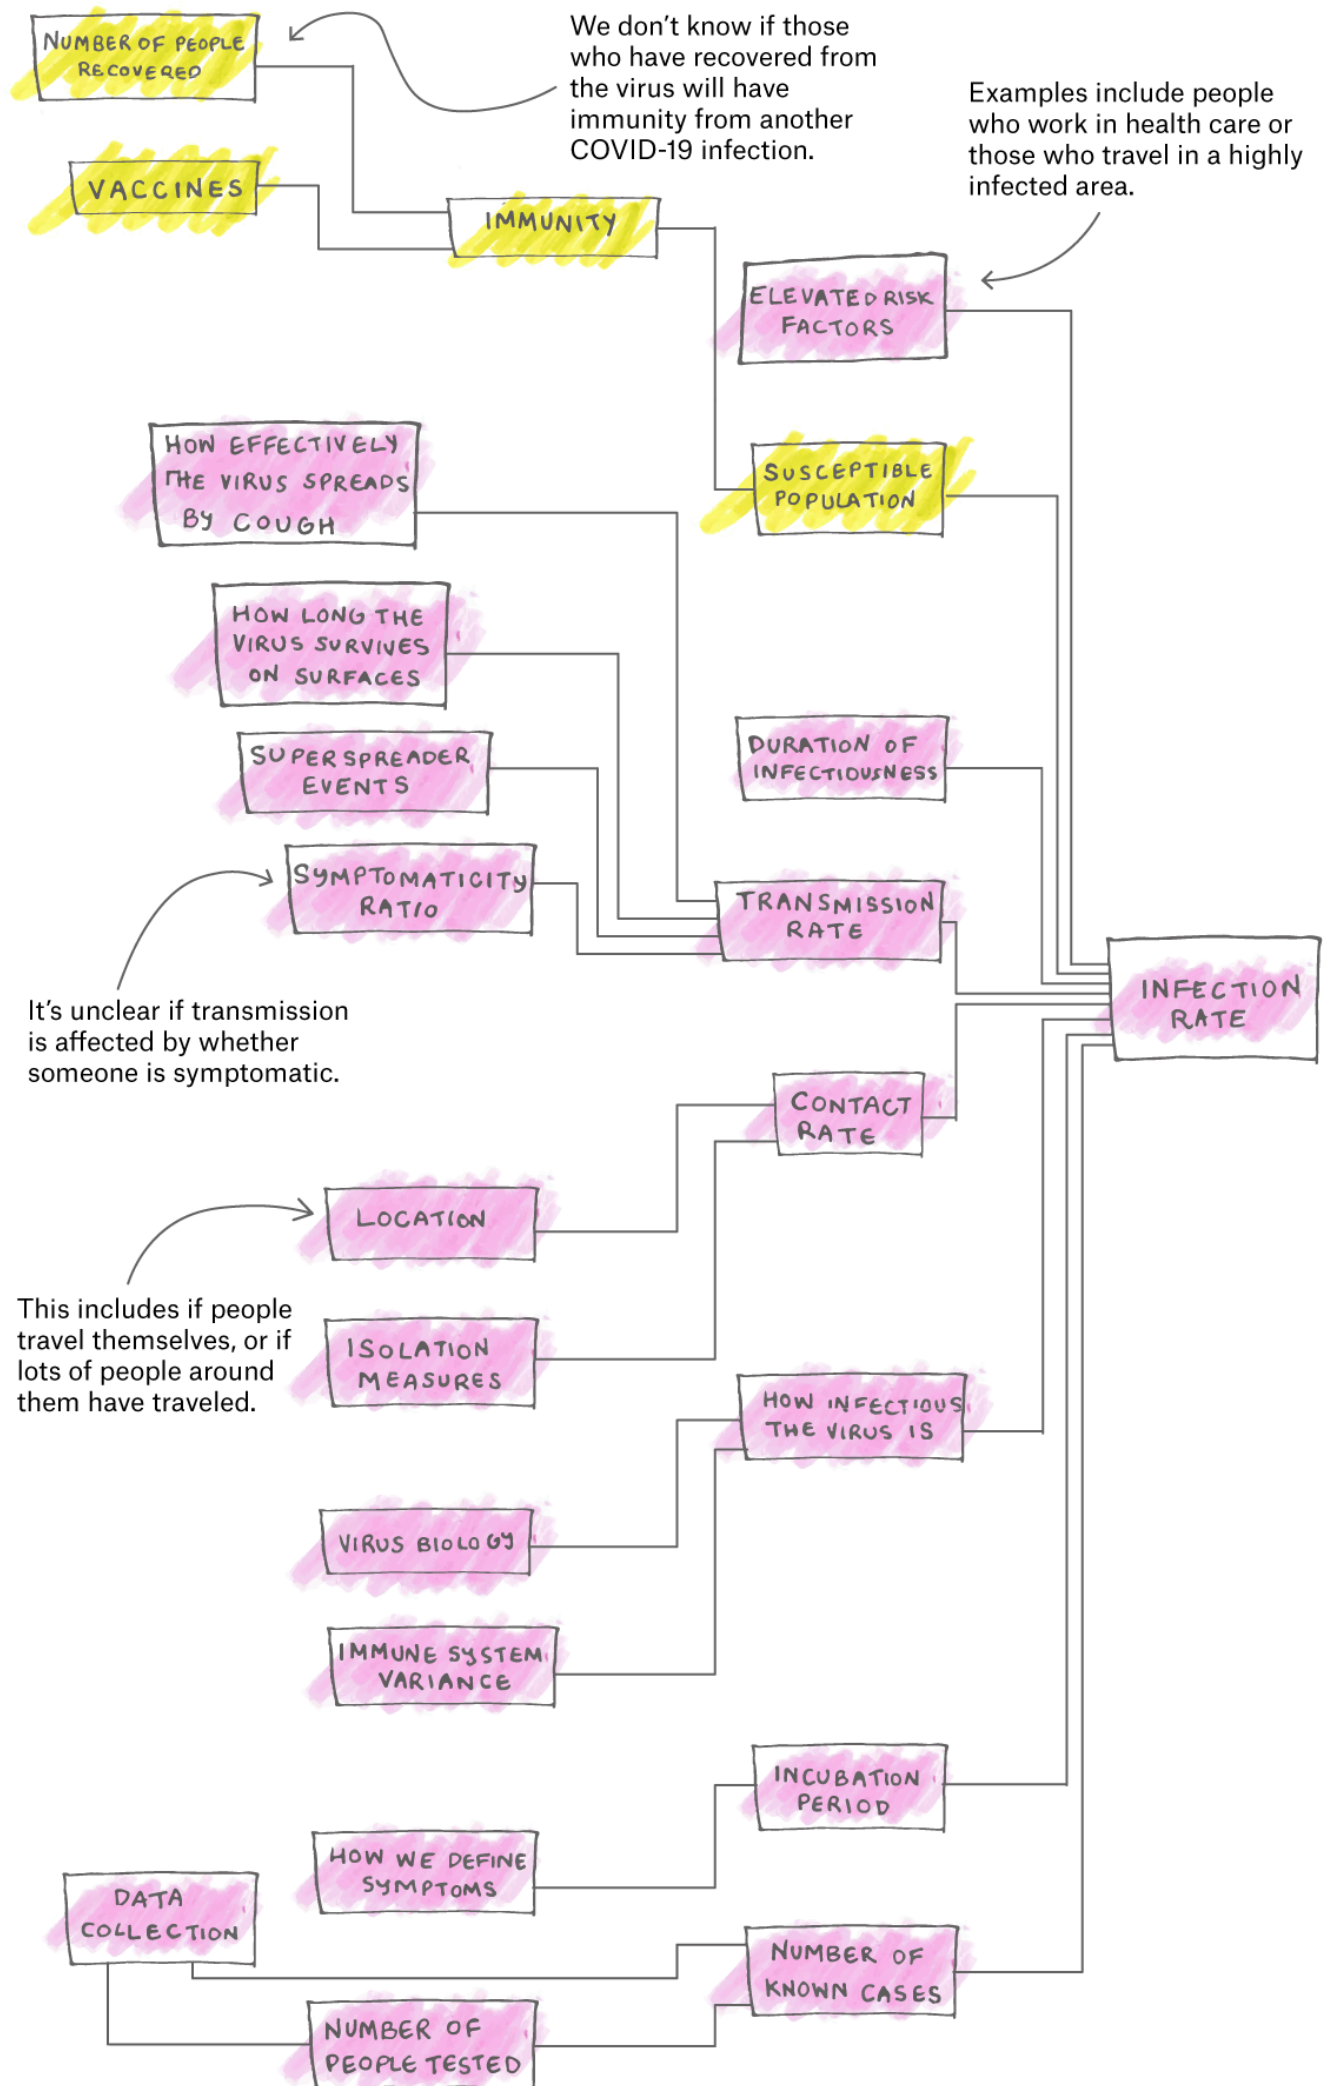 NUMBER OF PEOPLE
RECOVERED
We don't know if those
who have recovered from
the virus will have
immunity from another
COVID-19 infection.
Examples include people
who work in health care or
those who travel in a highly
infected area.
VACCINES
IMMUNITY
ELEVATED RISK
FACTORS
HOW EFFECTIVELY
THE VIRUS SPREADS
BY COUGH
SUSCEPTIBLE
POPULATION
HOW LONG THE
VIRUS SURVIVES
ON SURFACES
DURATION OF
INFECTIOUSNESS
SUPERSPREADER
EVENTS
SYMPTOMATICITY
RATIO
TRANSMISSION
RATE
INFECTION
RATE
It's unclear if transmission
is affected by whether
someone is symptomatic.
CONTACT
RATE
LOCATION
This includes if people
travel themselves, or if
lots of people around
them have traveled.
ISOLATION
MEASURES
HOW INFECTIOUS
THE VIRUS IS
VIRUS BIOLOGY
IMMUNE SYSTEM
VARIANCE
INCUBATION
PERIOD
HOW WE DEFINE
SYMPTOMS
DATA
COLLECTION
NUMBER OF
KNOWN CASES
NUMBER OF
PEOPLE TESTED